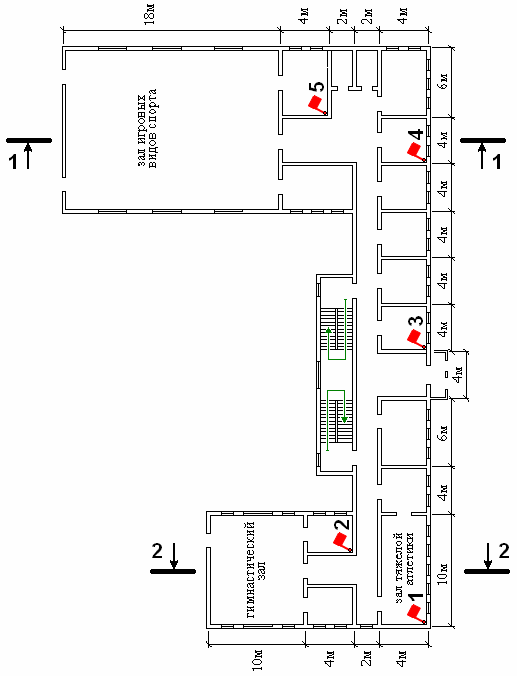 18м
4м
2м
2м
4м
зал игровых
видов спорта
5
6м
4
4м
1
1
4м
4м
4м
3
4м
4м
6м
4м
гимнастический
зал
2
2
2
зал тяжелой
атлетики
1
10м
10м
4м
2м
4м